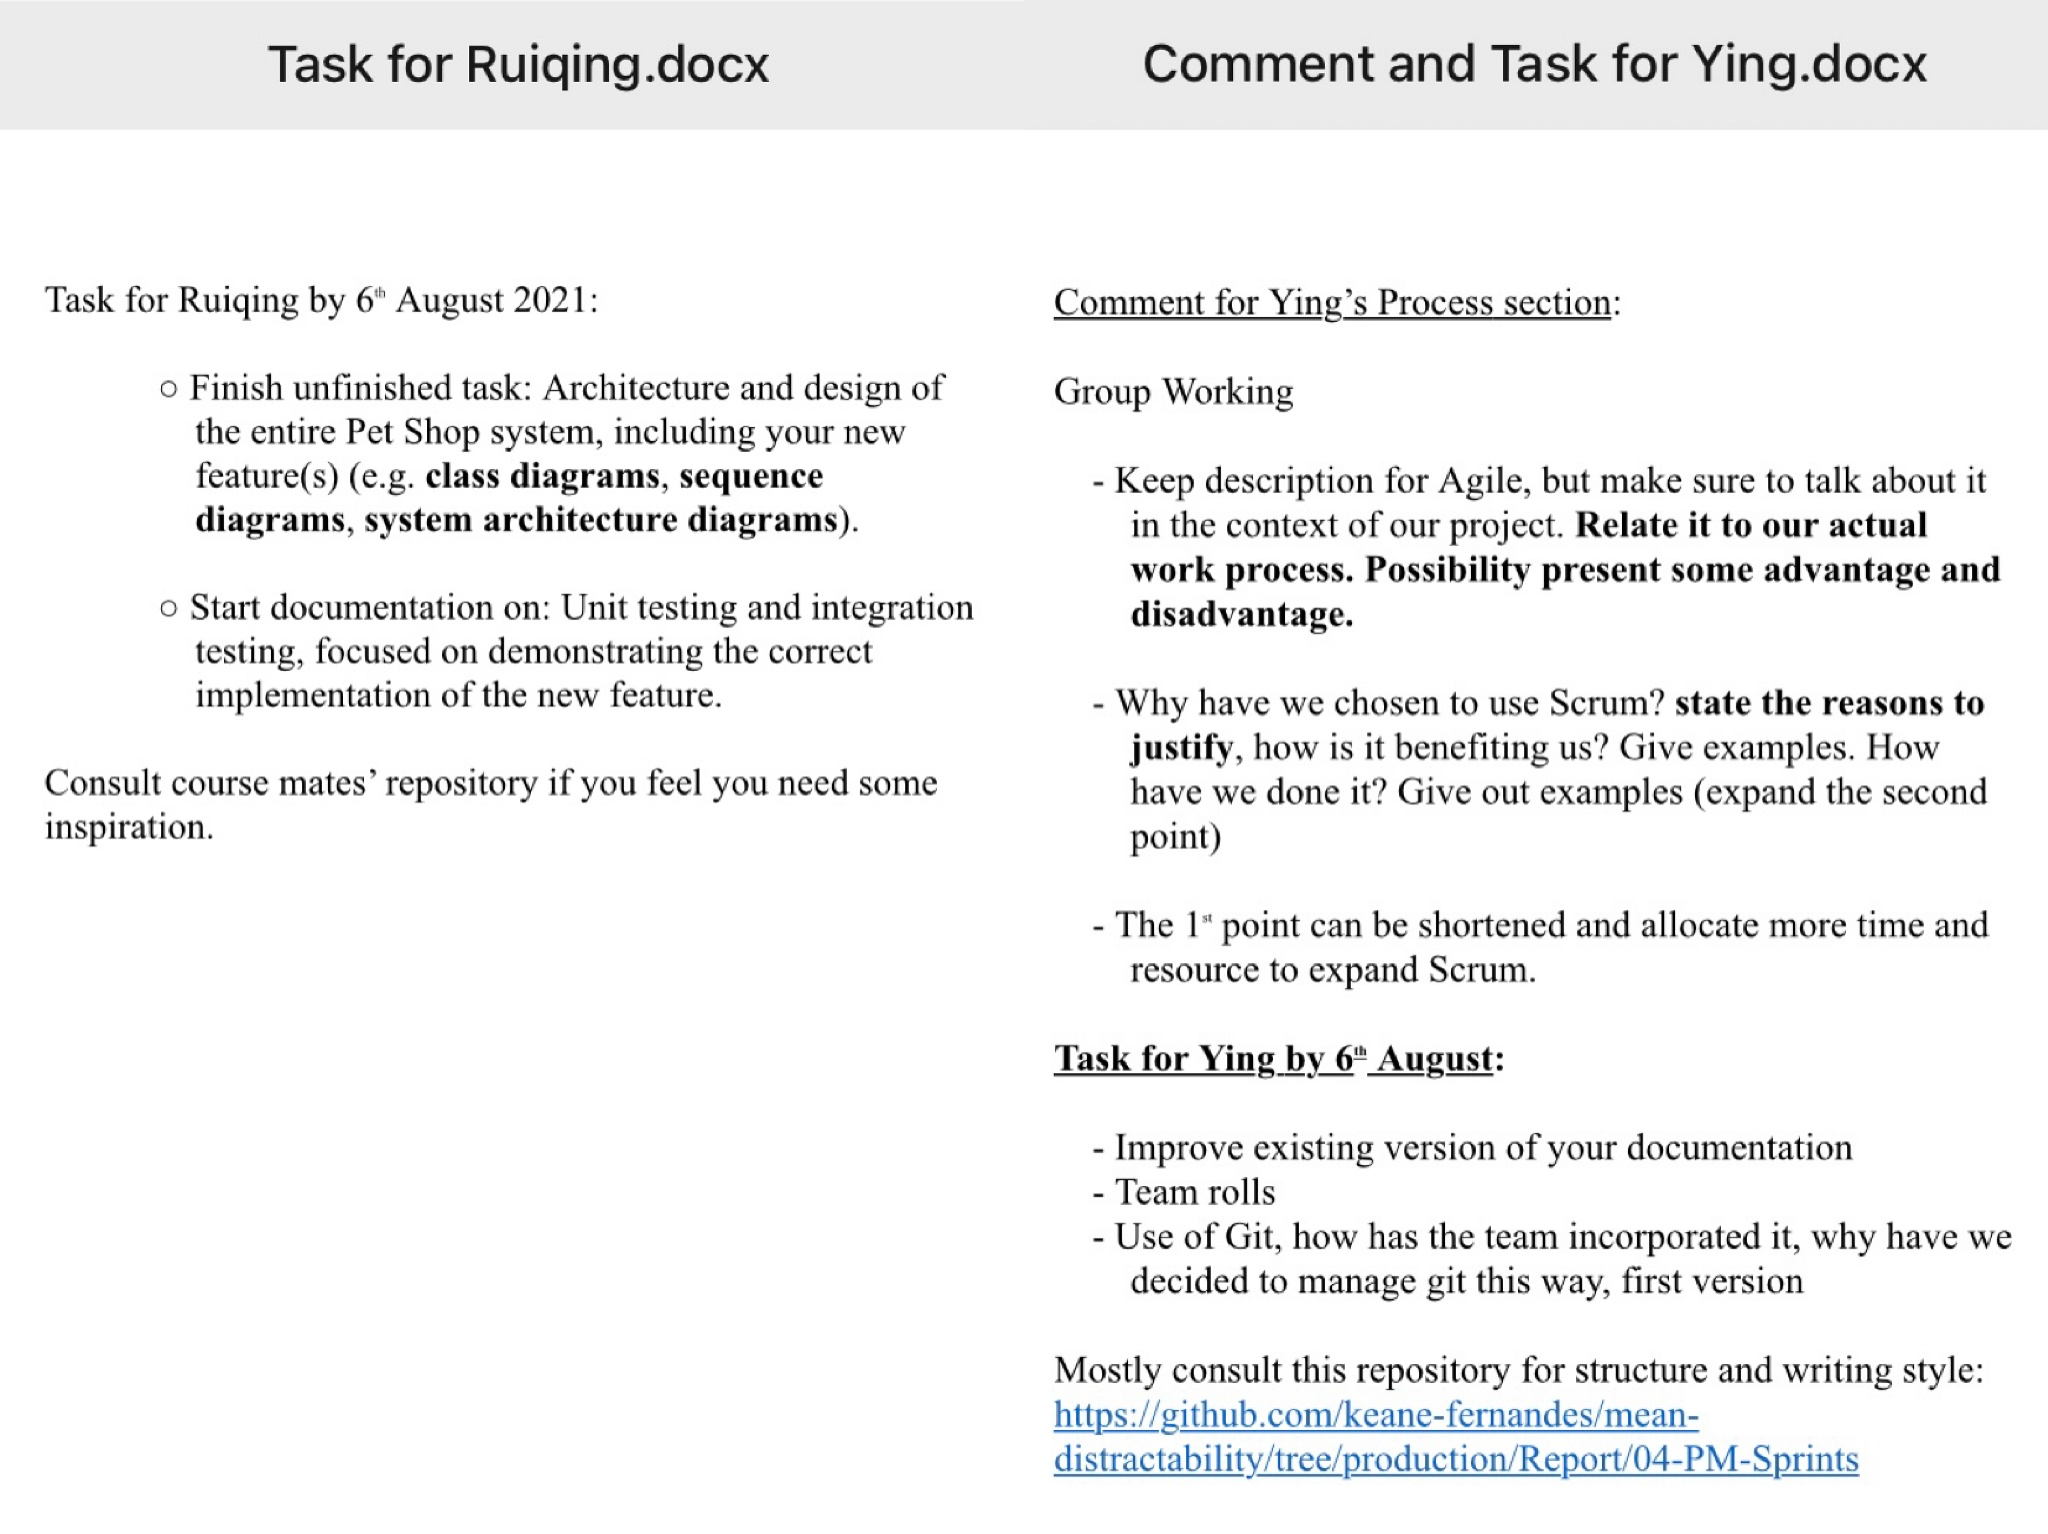 Task for Ruiqing.docx
Task for Ruiqing by 6th August 2021:
○ Finish unfinished task: Architecture and design of
the entire Pet Shop system, including your new
feature(s) (e.g. class diagrams, sequence
diagrams, system architecture diagrams).
○ Start documentation on: Unit testing and integration
testing, focused on demonstrating the correct
implementation of the new feature.
Consult course mates’ repository if you feel you need some
inspiration.
Comment and Task for Ying.docx
Comment for Ying’s Process section:
Group Working
- Keep description for Agile, but make sure to talk about it
in the context of our project. Relate it to our actual
work process. Possibility present some advantage and
disadvantage.
- Why have we chosen to use Scrum? state the reasons to
justify, how is it benefiting us? Give examples. How
have we done it? Give out examples (expand the second
point)
- The 1st point can be shortened and allocate more time and
resource to expand Scrum.
Task for Ying by 6th August:
- Improve existing version of your documentation
- Team rolls
- Use of Git, how has the team incorporated it, why have we
decided to manage git this way, first version
Mostly consult this repository for structure and writing style:
https://github.com/keane-fernandes/mean-
distractability/tree/production/Report/04-PM-Sprints